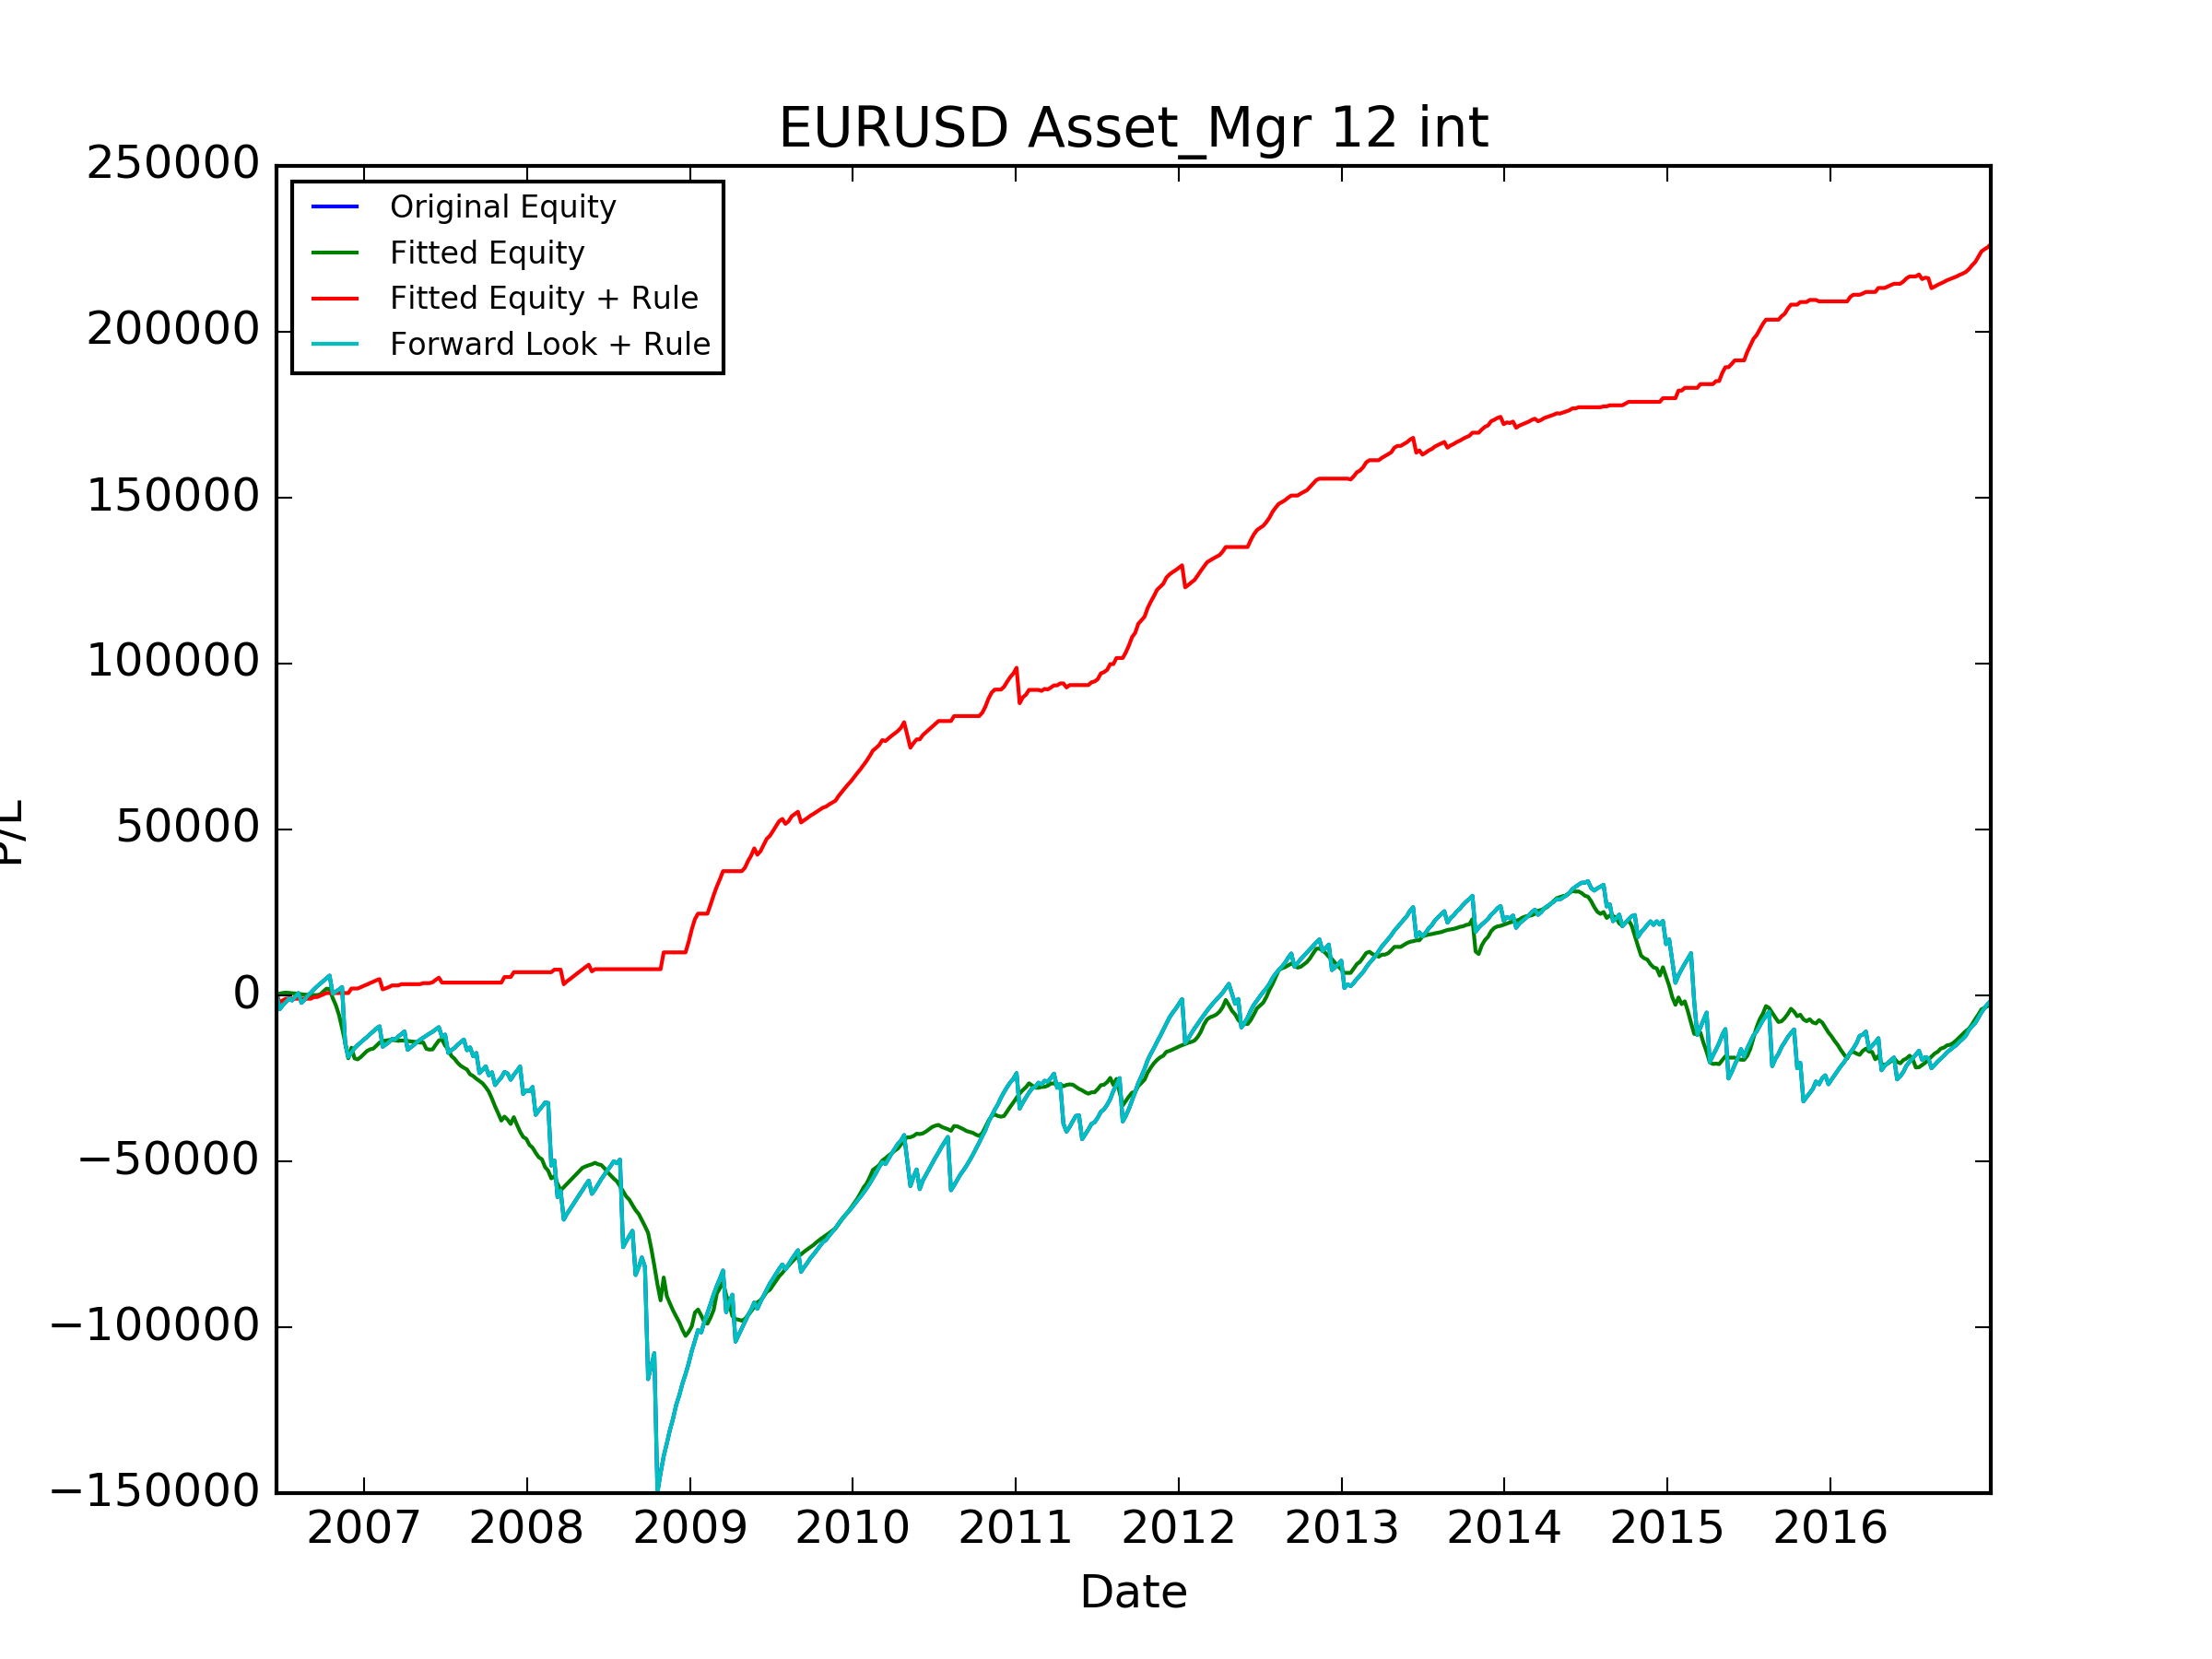 EURUSD Asset_Mgr 12 int
250000
200000
150000
100000
50000
0
−50000
−100000
−150000
Original Equity
Fitted Equity
Fitted Equity + Rule
Forward Look + Rule
P/L
2007 2008 2009 2010 2011 2012 2013 2014 2015 2016
Date